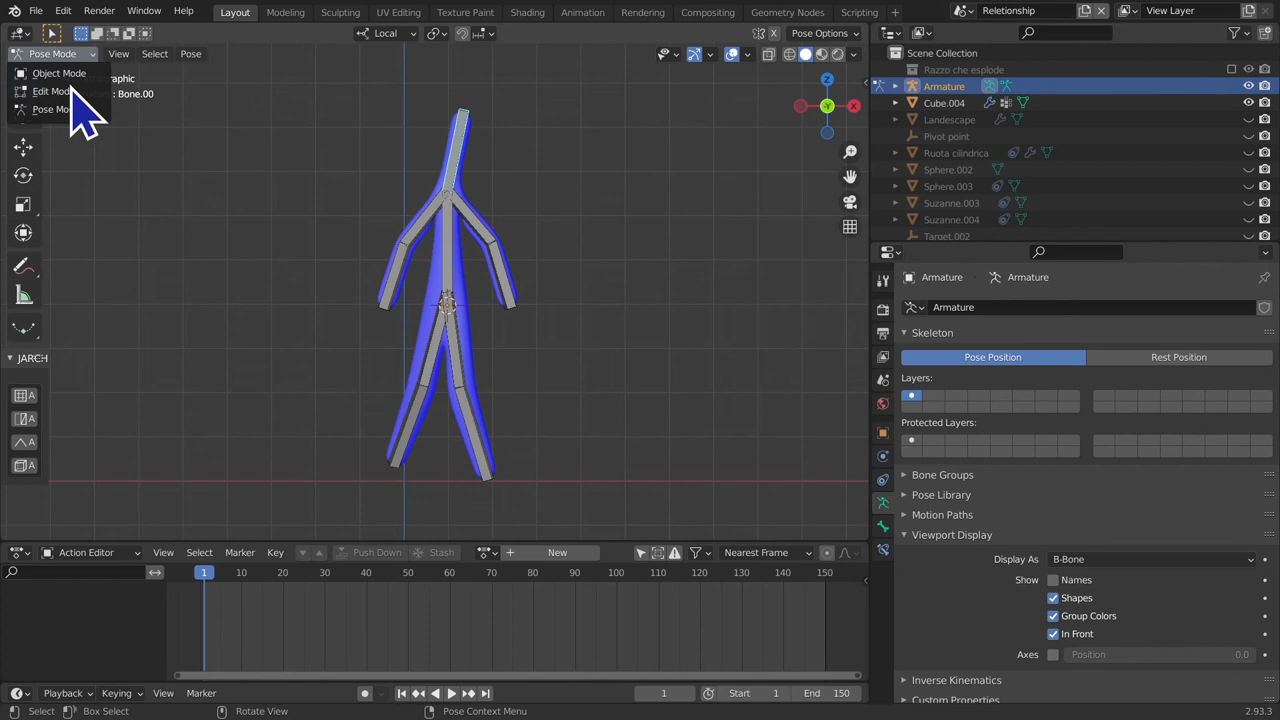 File Edit Render Window Help Layout Modeling Sculpting UV Editing Texture Paint Shading Animation Rendering Compositing Geometry Nodes Scripting + Relationship View Layer
Local Pose Options
Pose Mode View Select Pose
Scene Collection
Object Mode
Razzo che esplode
Edit Mod
: Bone.00
Armature
Pose Mo
Cube.004
Landscape
Pivot point
Ruota cilindrica
Sphere.002
Sphere.003
Suzanne.003
Suzanne.004
Target.002
Armature Armature
Armature
Skeleton
Pose Position Rest Position
JARCH
Layers:
Protected Layers:
Bone Groups
Pose Library
Motion Paths
Viewport Display
Display As B-Bone
Names
Show
Shapes
Group Colors
In Front
Axes Position 0.0
Inverse Kinematics
Custom Properties
A
A
A
A
Action Editor View Select Marker Key Push Down Stash + New Nearest Frame
1 10 20 30 40 50 60 70 80 90 100 110 120 130 140 150
Playback Keying View Marker 1 Start 1 End 150
Select Box Select Rotate View Pose Context Menu 2.93.3
Y X Z